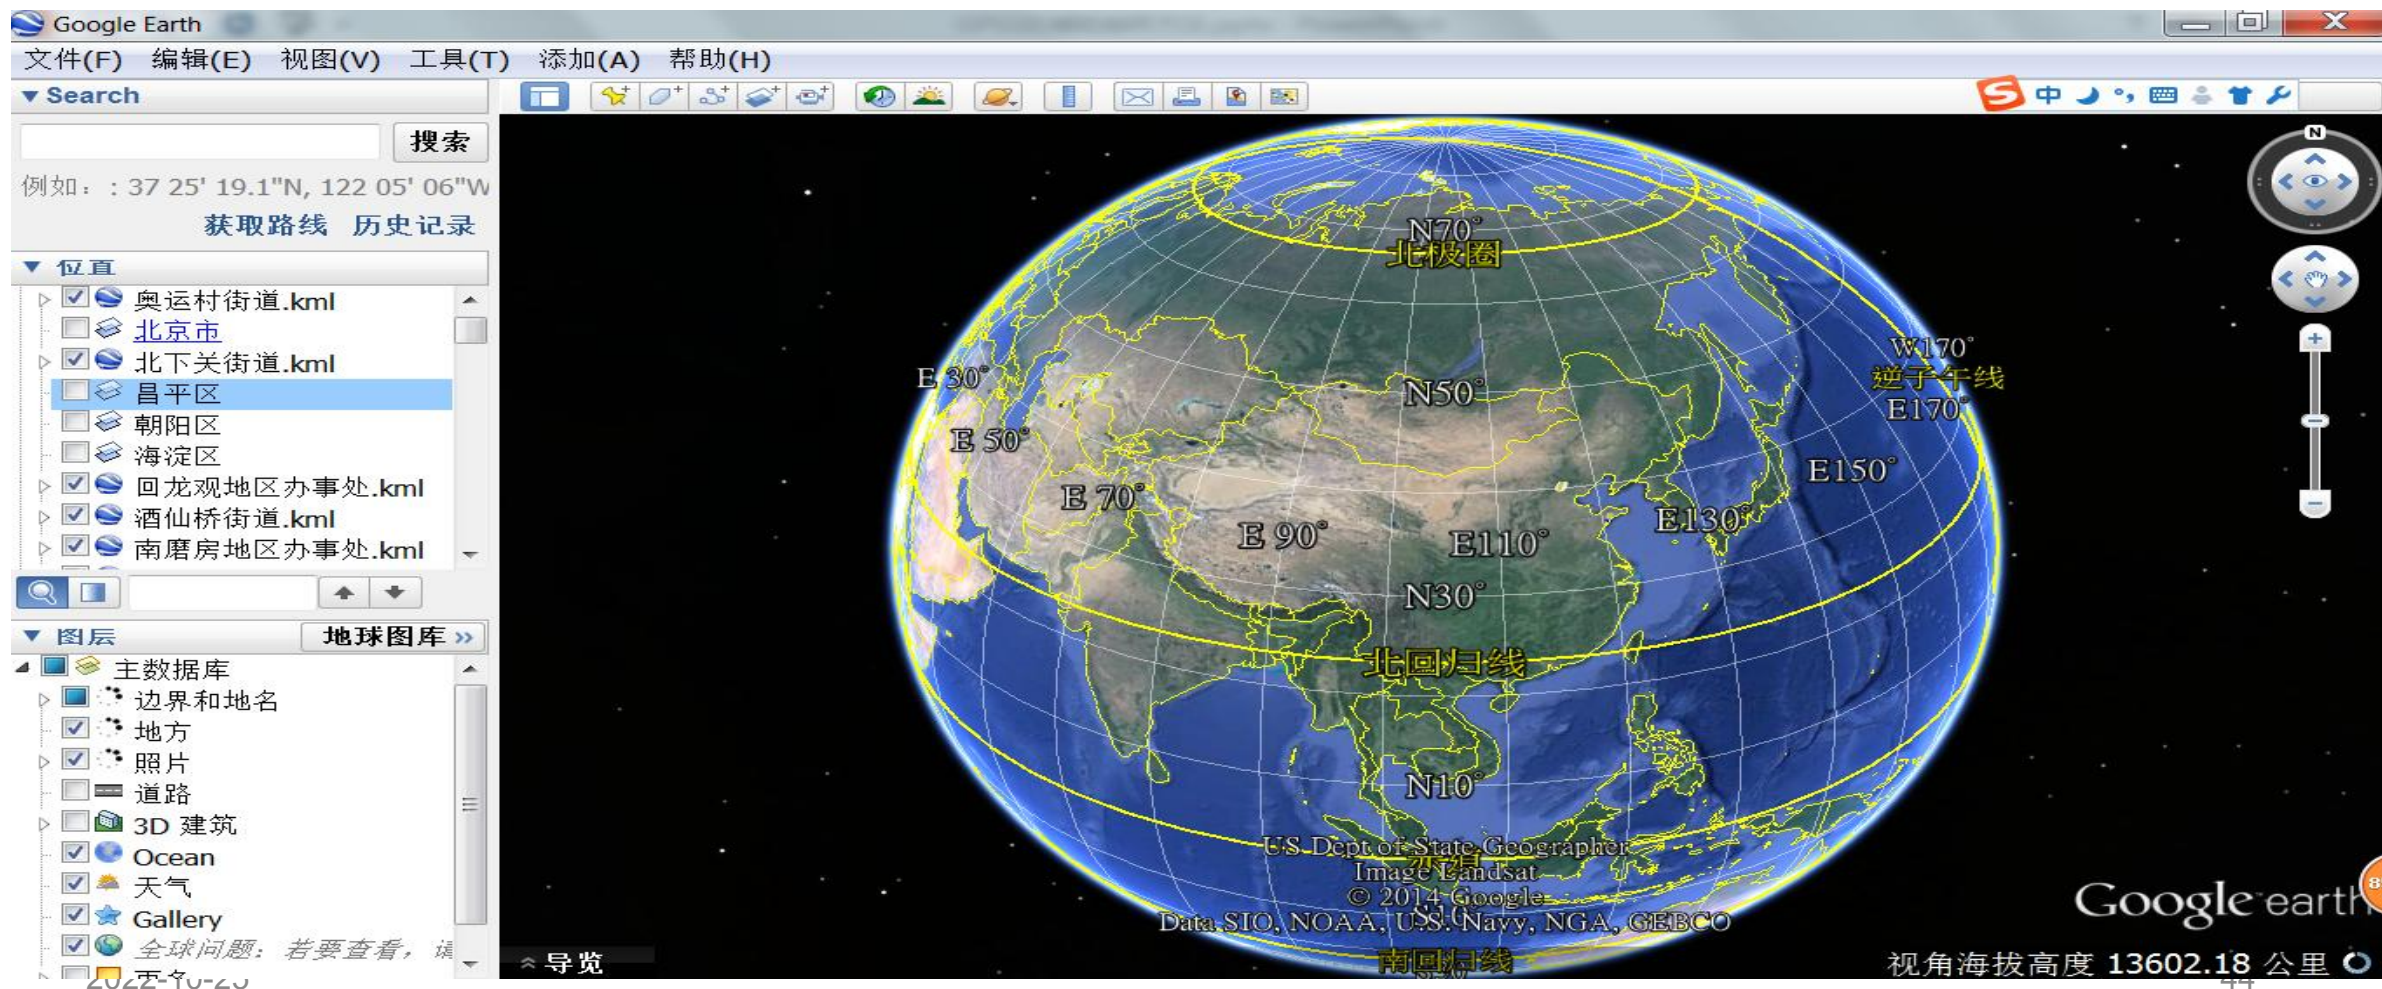 Google Earth
文件(F) 编辑(E) 视图(V) 工具(T) 添加(A) 帮助(H)
Search
中
搜索
例如: : 37 25' 19.1"N, 122 05' 06"W
获取路线 历史记录
位置
奥运村街道.kml
北京市
北下关街道.kml
昌平区
朝阳区
海淀区
回龙观地区办事处.kml
酒仙桥街道.kml
南磨房地区办事处.kml
图层
地球图库 »
主数据库
边界和地名
地方
照片
道路
3D 建筑
Ocean
天气
Gallery
全球问题: 若要查看, 请
N
N70°
北极圈
W170°
逆子午线
E170°
E 30°
N50°
E 50°
E150°
E 70°
E130°
E 90°
E110°
N30°
北回归线
N10°
US Dept of State Geographer
赤道
Image Landsat
© 2014 Google
Data SIO, NOAA, U.S. Navy, NGA, GEBCO
南回归线
Google earth
导览
视角海拔高度 13602.18 公里
2022-10-23
44